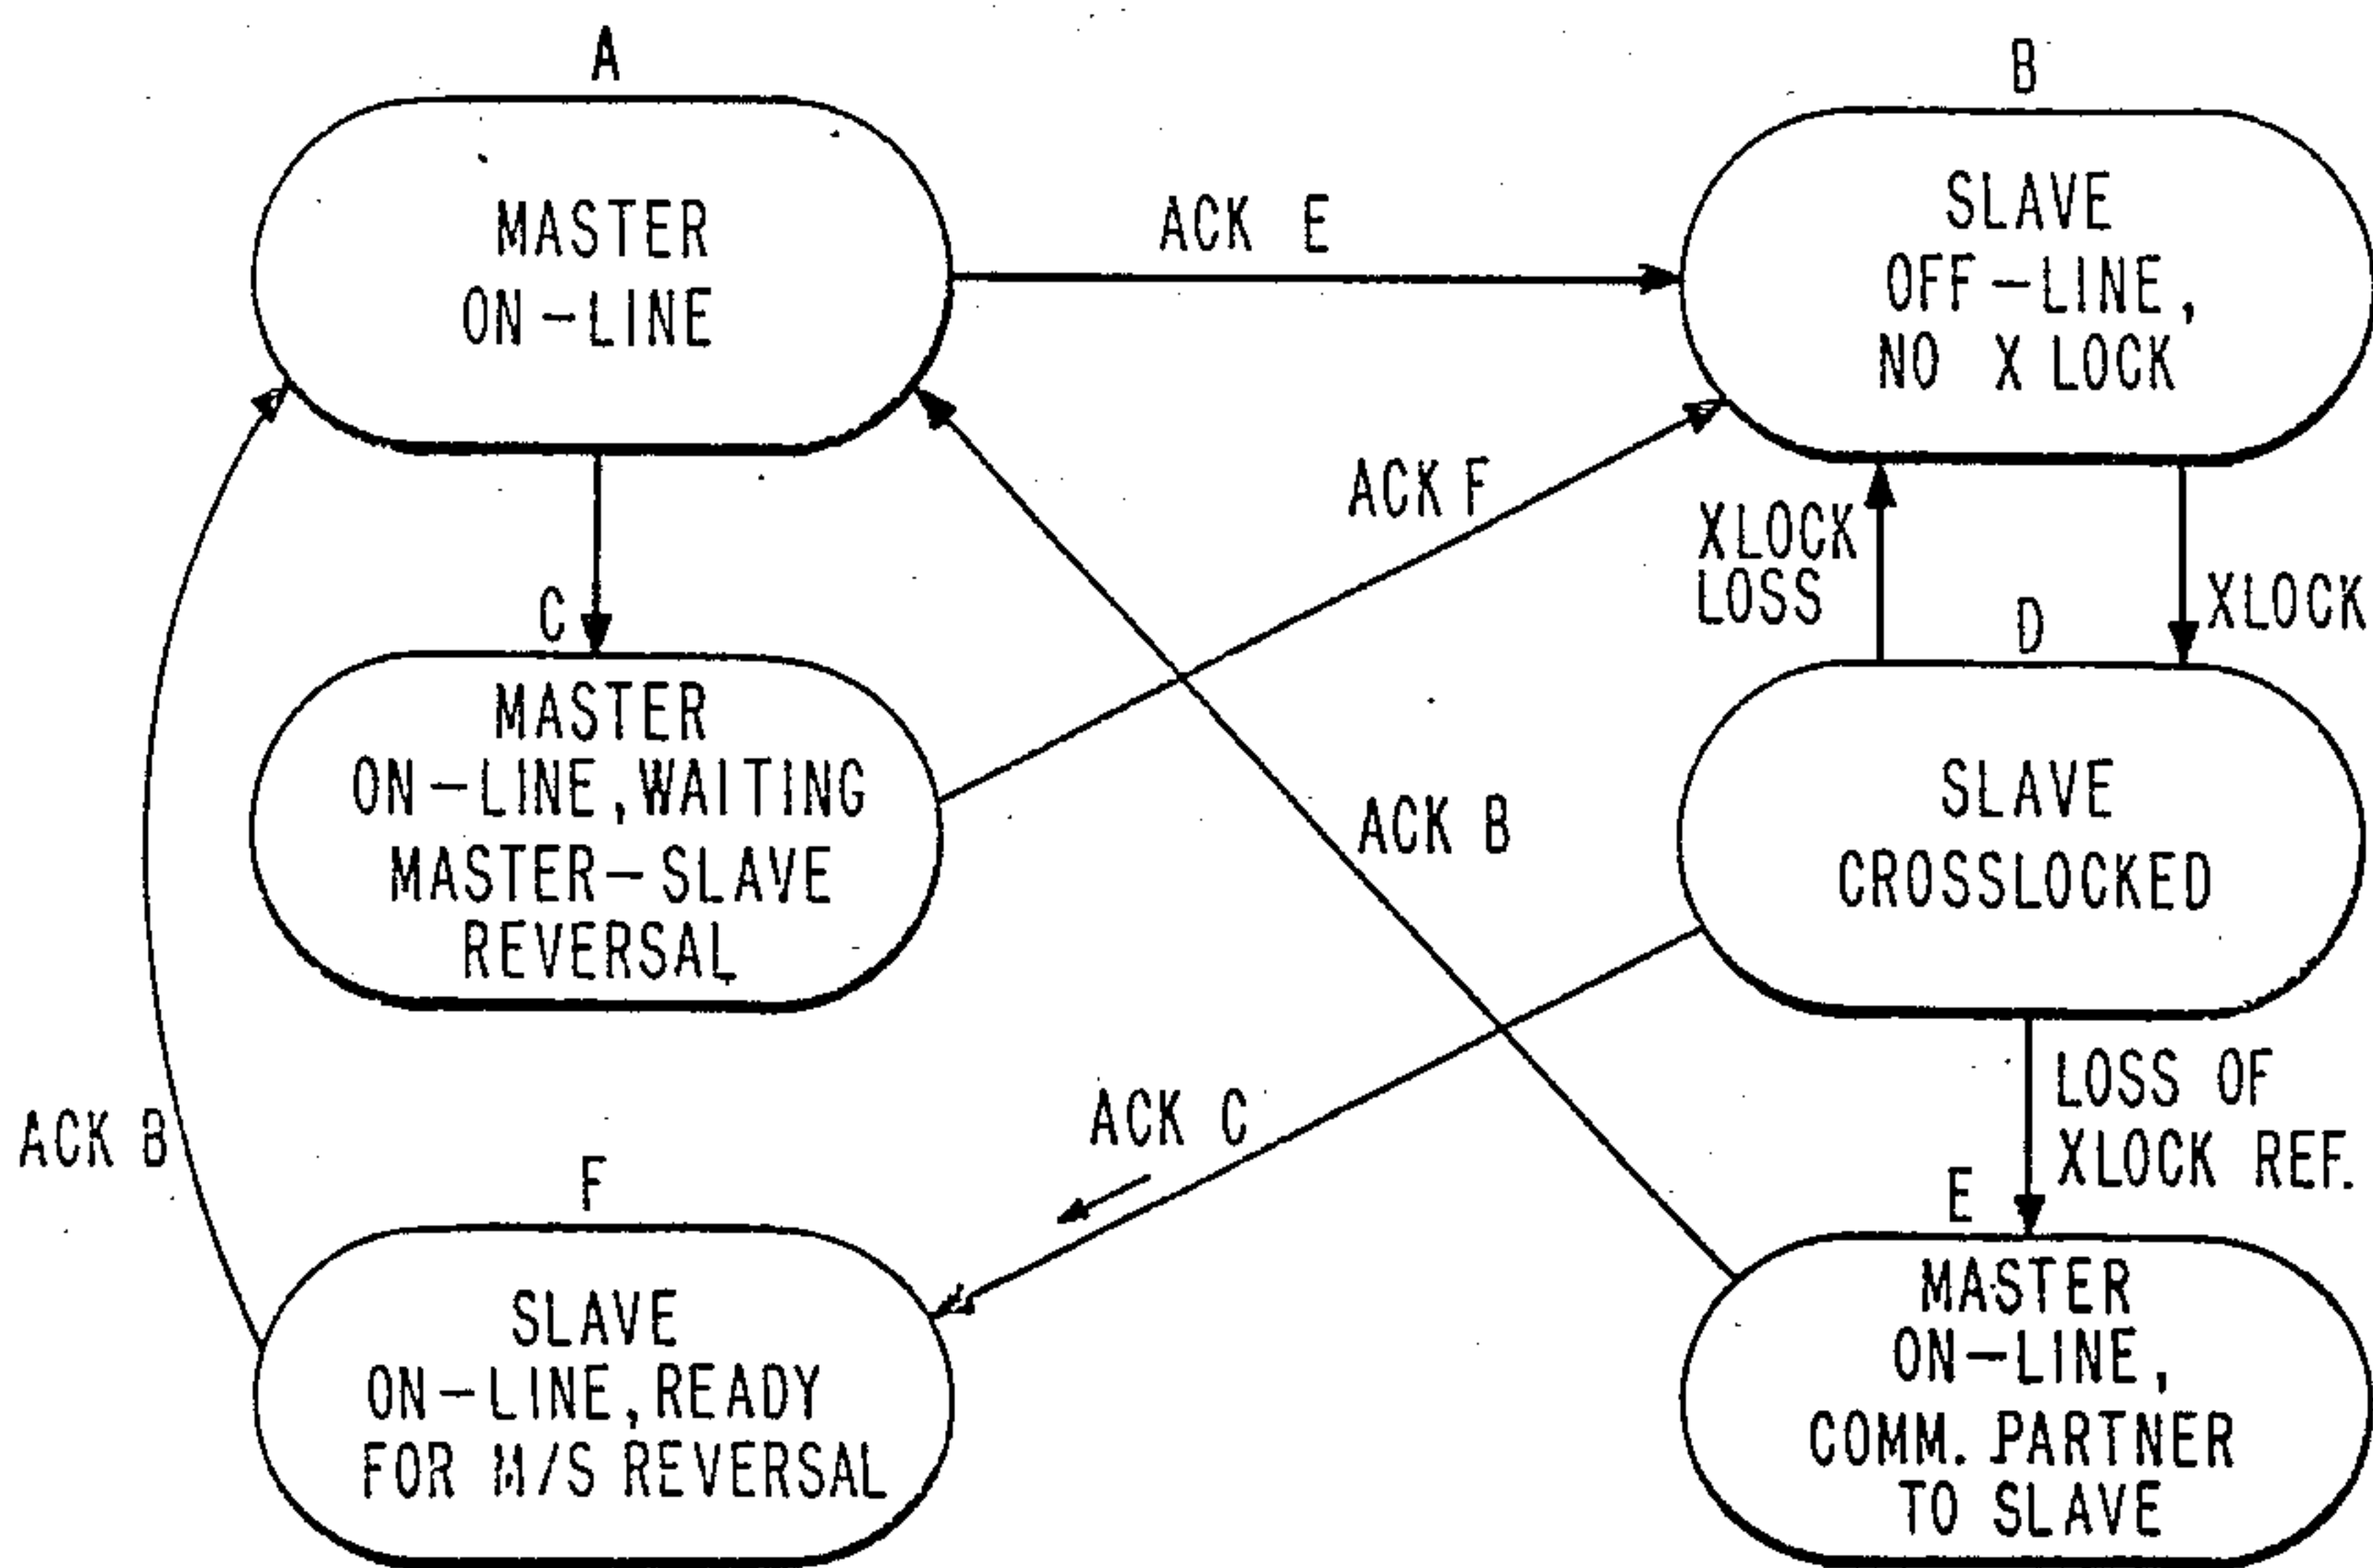 A
B
MASTER
ON-LINE
ACK E
SLAVE
OFF-LINE,
NO X LOCK
ACK F
XLOCK
LOSS
XLOCK
C
D
MASTER
ON-LINE, WAITING
MASTER-SLAVE
REVERSAL
ACK B
SLAVE
CROSSLOCKED
ACK B
ACK C
LOSS OF
XLOCK REF.
F
E
SLAVE
ON-LINE, READY
FOR M/S REVERSAL
MASTER
ON-LINE,
COMM. PARTNER
TO SLAVE